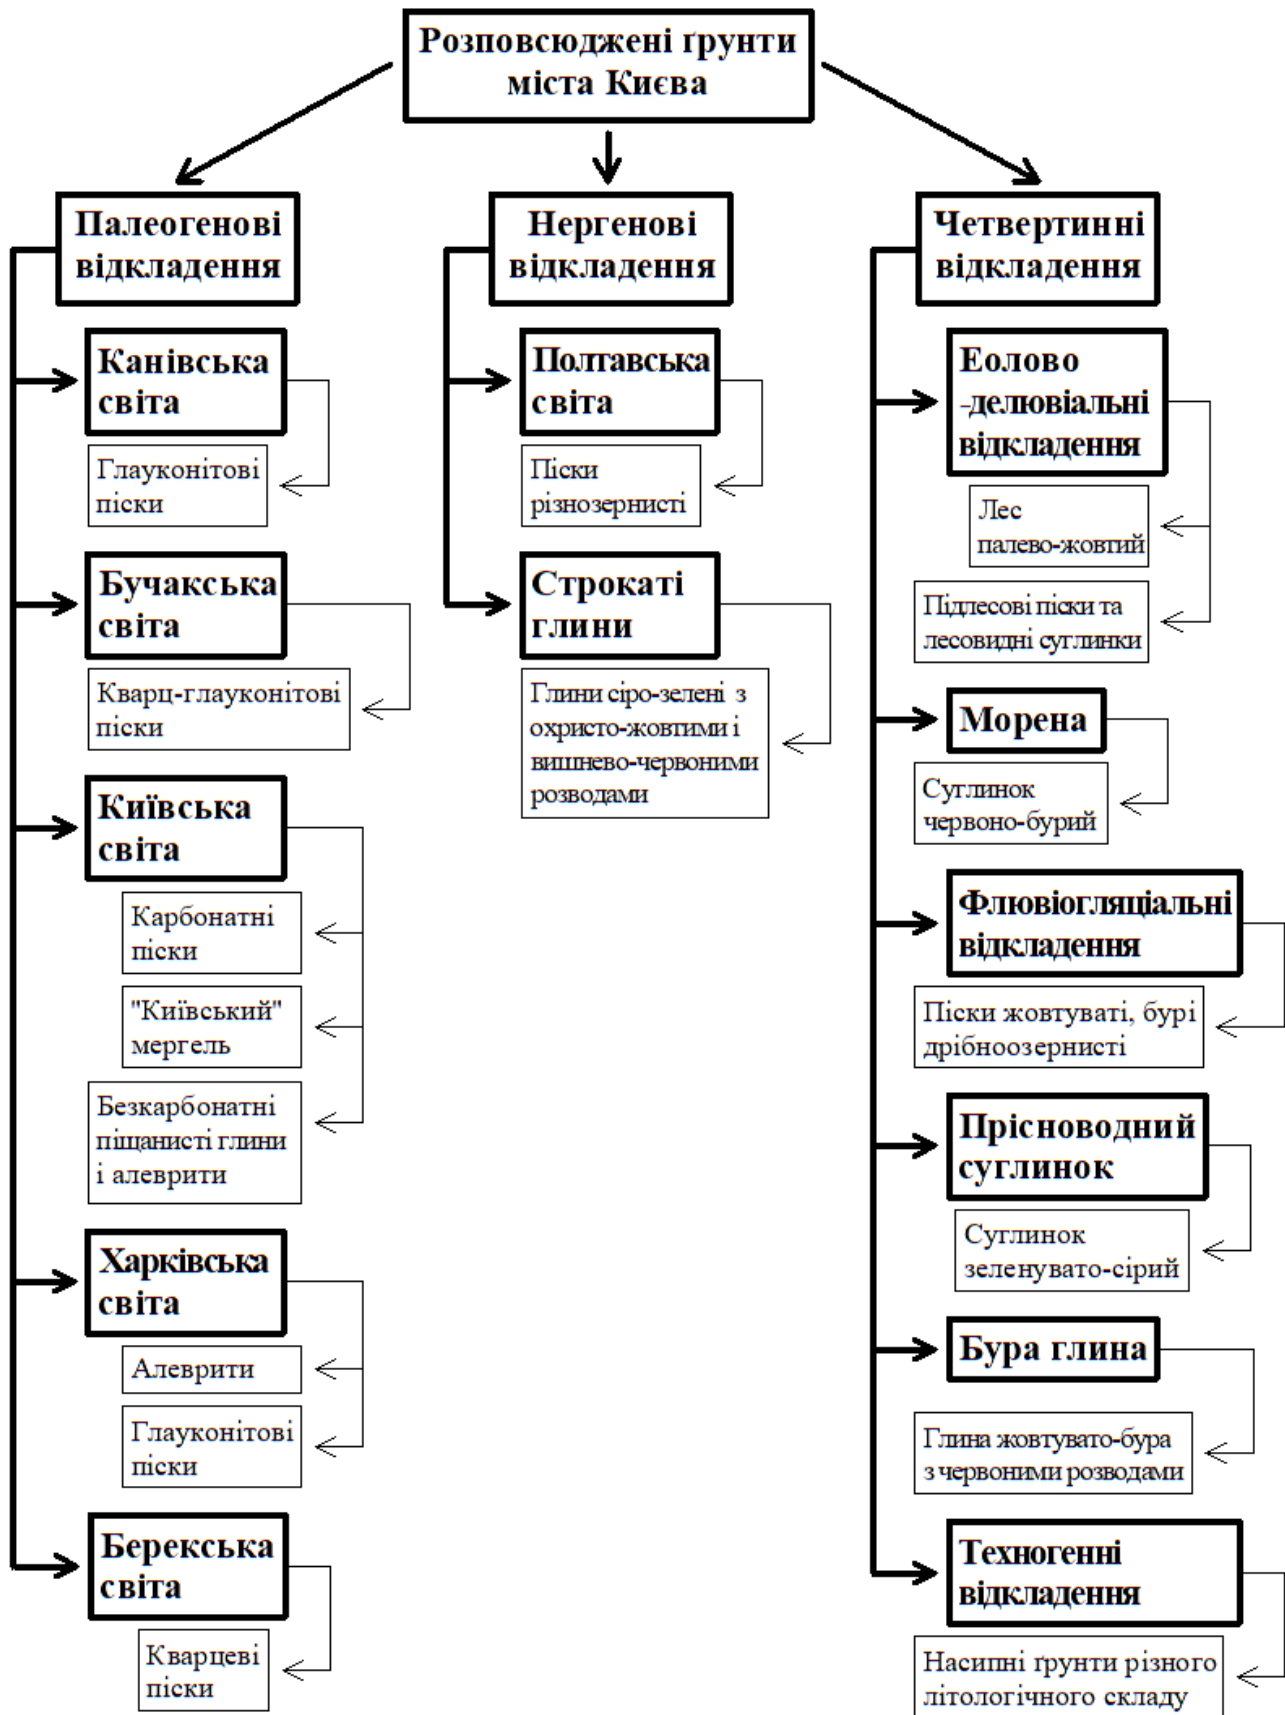 Розповсюджені ґрунти
міста Києва
Палеогенові
відкладення
Канівська
світа
Глауконітові
піски
Бучакська
світа
Кварц-глауконітові
піски
Київська
світа
Карбонатні
піски
"Київський"
мергель
Безкарбонатні
піщанисті глини
і алеврити
Харківська
світа
Алеврити
Глауконітові
піски
Берекська
світа
Кварцеві
піски
Нергенові
відкладення
Полтавська
світа
Піски
різнозернисті
Строкаті
глини
Глини сіро-зелені з
охристо-жовтими і
вишнево-червоними
розводами
Четвертинні
відкладення
Еолово
-делювіальні
відкладення
Лес
палево-жовтий
Підлесові піски та
лесовидні суглинки
Морена
Суглинок
червоно-бурий
Флювіогляціальні
відкладення
Піски жовтуваті, бурі
дрібноозернисті
Прісноводний
суглинок
Суглинок
зеленувато-сірий
Бура глина
Глина жовтувато-бура
з червоними розводами
Техногенні
відкладення
Насипні ґрунти різного
літологічного складу